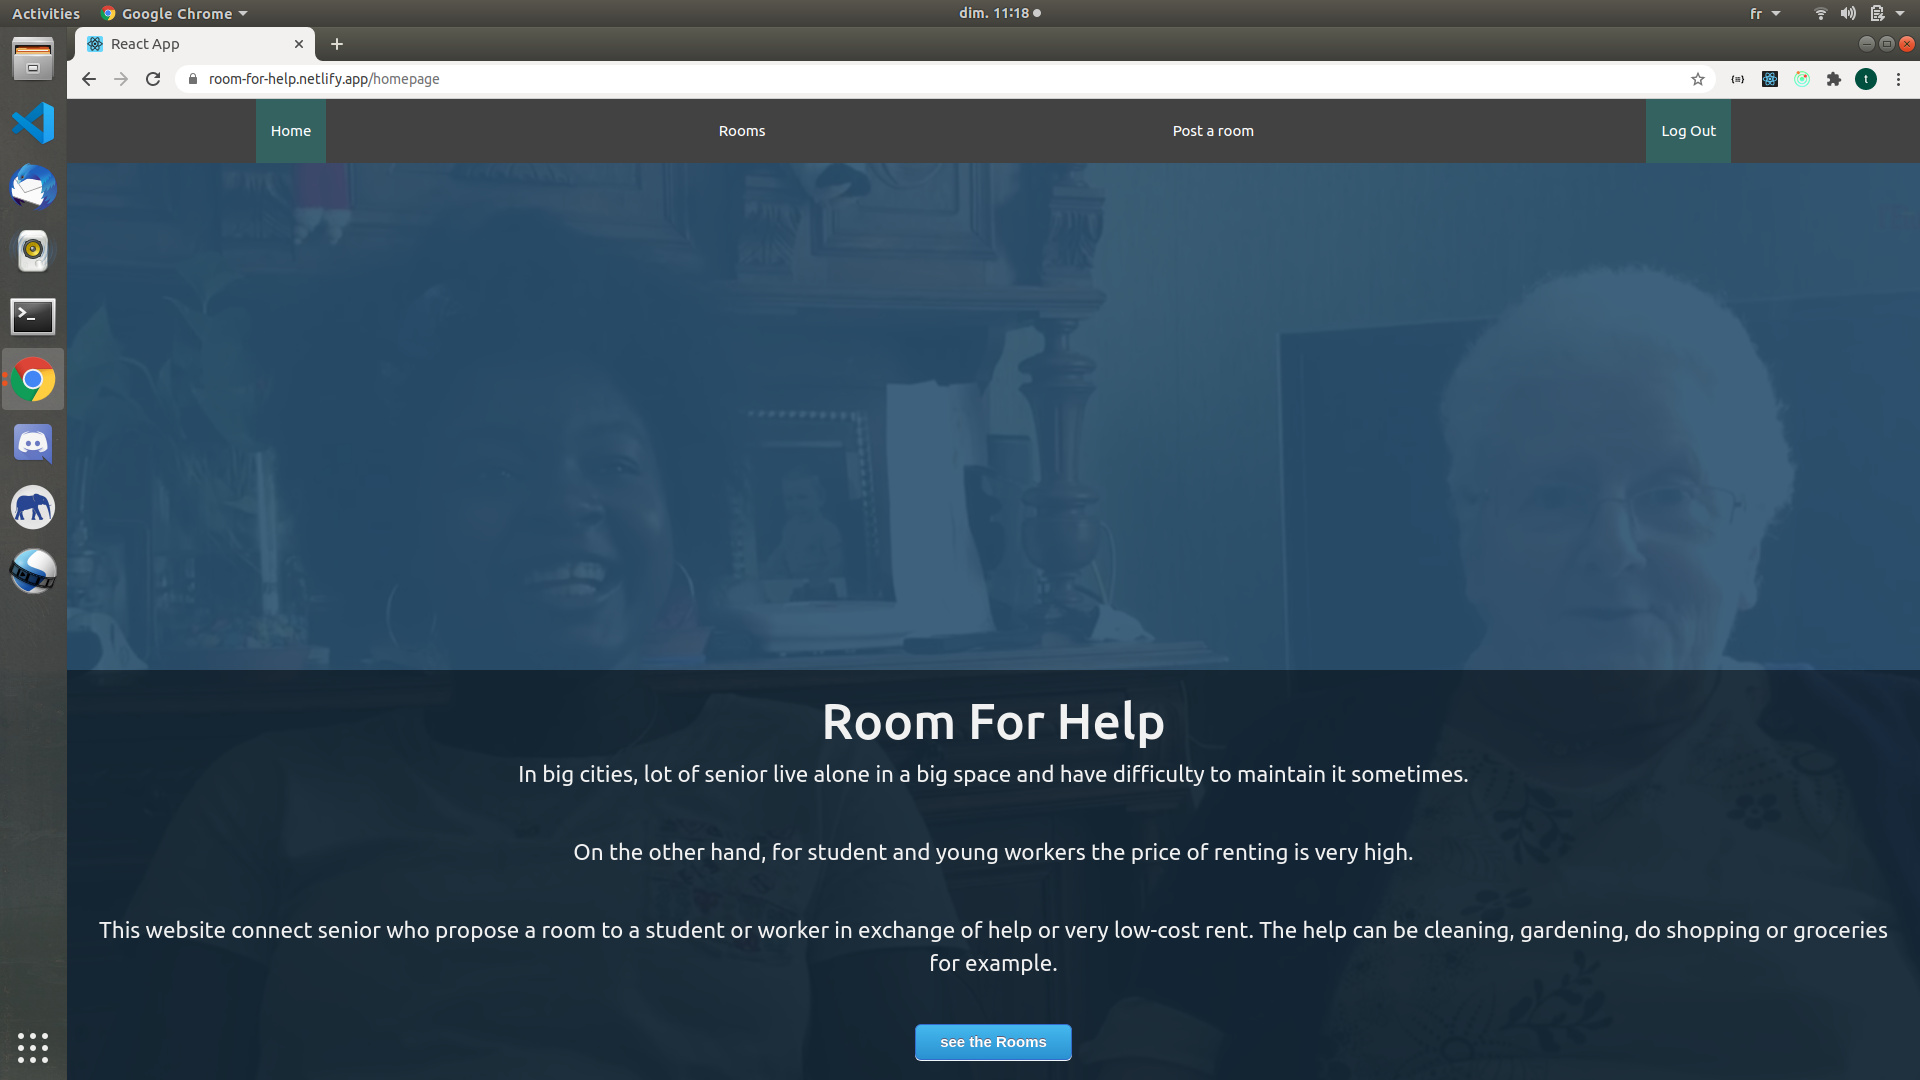 Activities Google Chrome dim. 11:18 fr
React App
room-for-help.netlify.app/homepage t
Home Rooms Post a room Log Out
Room For Help
In big cities, lot of senior live alone in a big space and have difficulty to maintain it sometimes.
On the other hand, for student and young workers the price of renting is very high.
This website connect senior who propose a room to a student or worker in exchange of help or very low-cost rent. The help can be cleaning, gardening, do shopping or groceries
for example.
see the Rooms